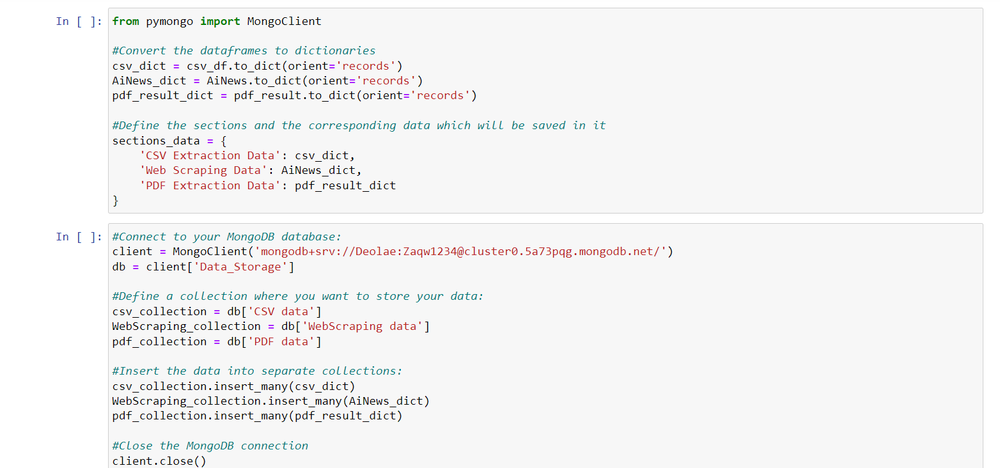 In [ ]: from pymongo import MongoClient
#Convert the dataframes to dictionaries
csv_dict = csv_df.to_dict(orient='records')
AiNews_dict = AiNews.to_dict(orient='records')
pdf_result_dict = pdf_result.to_dict(orient='records')
#Define the sections and the corresponding data which will be saved in it
sections_data = {
    'CSV Extraction Data': csv_dict,
    'Web Scraping Data': AiNews_dict,
    'PDF Extraction Data': pdf_result_dict
}
In [ ]: #Connect to your MongoDB database:
client = MongoClient('mongodb+srv://Deolae:Zaqw1234@cluster0.5a73pqg.mongodb.net/')
db = client['Data_Storage']
#Define a collection where you want to store your data:
csv_collection = db['CSV data']
WebScraping_collection = db['WebScraping data']
pdf_collection = db['PDF data']
#Insert the data into separate collections:
csv_collection.insert_many(csv_dict)
WebScraping_collection.insert_many(AiNews_dict)
pdf_collection.insert_many(pdf_result_dict)
#Close the MongoDB connection
client.close()